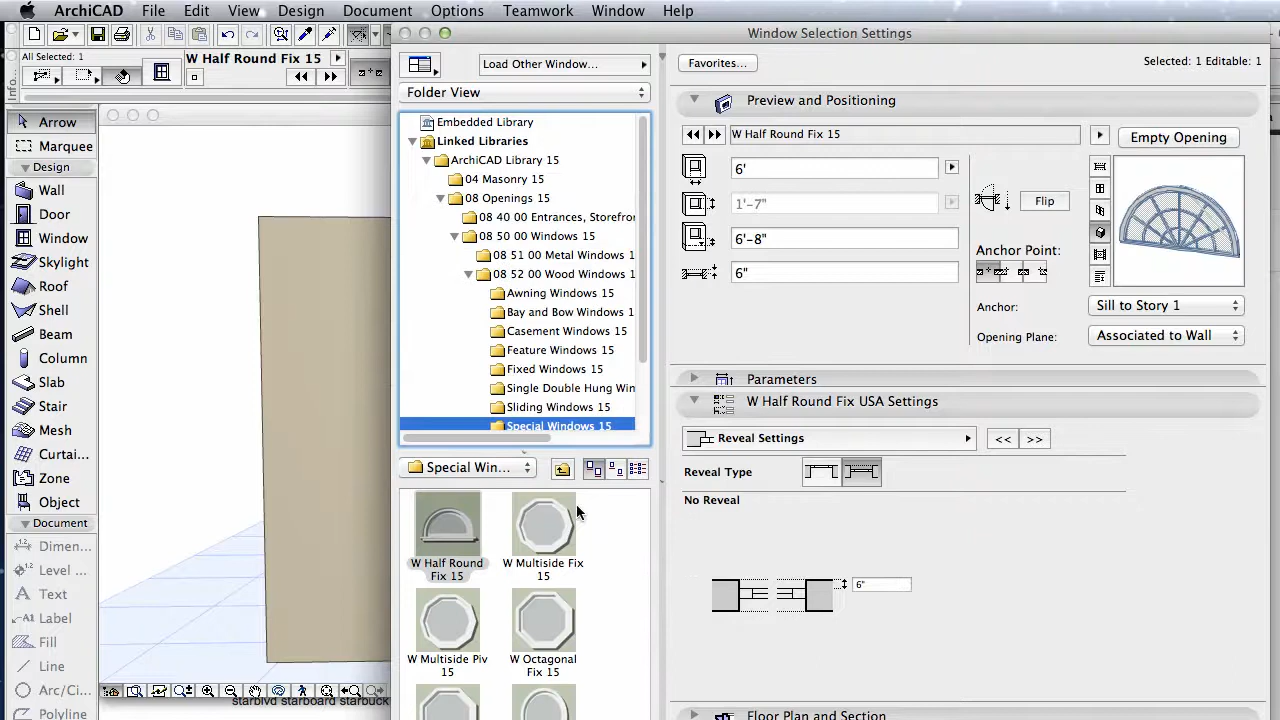 ArchiCAD File Edit View Design Document Options Teamwork Window Help
Window Selection Settings
All Selected: 1
W Half Round Fix 15
Info...
Load Other Window...
Folder View
Favorites...
Selected: 1 Editable: 1
Preview and Positioning
W Half Round Fix 15
Empty Opening
6'
1'-7"
6'-8"
6"
Flip
Anchor Point:
Anchor:
Sill to Story 1
Opening Plane:
Associated to Wall
Parameters
W Half Round Fix USA Settings
Reveal Settings
<< >>
Reveal Type
No Reveal
6"
Floor Plan and Section
Embedded Library
Linked Libraries
ArchiCAD Library 15
04 Masonry 15
08 Openings 15
08 40 00 Entrances, Storefro
08 50 00 Windows 15
08 51 00 Metal Windows 1
08 52 00 Wood Windows 1
Awning Windows 15
Bay and Bow Windows 1
Casement Windows 15
Feature Windows 15
Fixed Windows 15
Single Double Hung Win
Sliding Windows 15
Special Windows 15
Special Win...
W Half Round
Fix 15
W Multiside Fix
15
W Multiside Piv
15
W Octagonal
Fix 15
Arrow
Marquee
Design
Wall
Door
Window
Skylight
Roof
Shell
Beam
Column
Slab
Stair
Mesh
Curtai...
Zone
Object
Document
Dimen...
Level ...
Text
A1
Label
Fill
Line
Arc/Ci...
Polyline
starblvd starboard starbuck